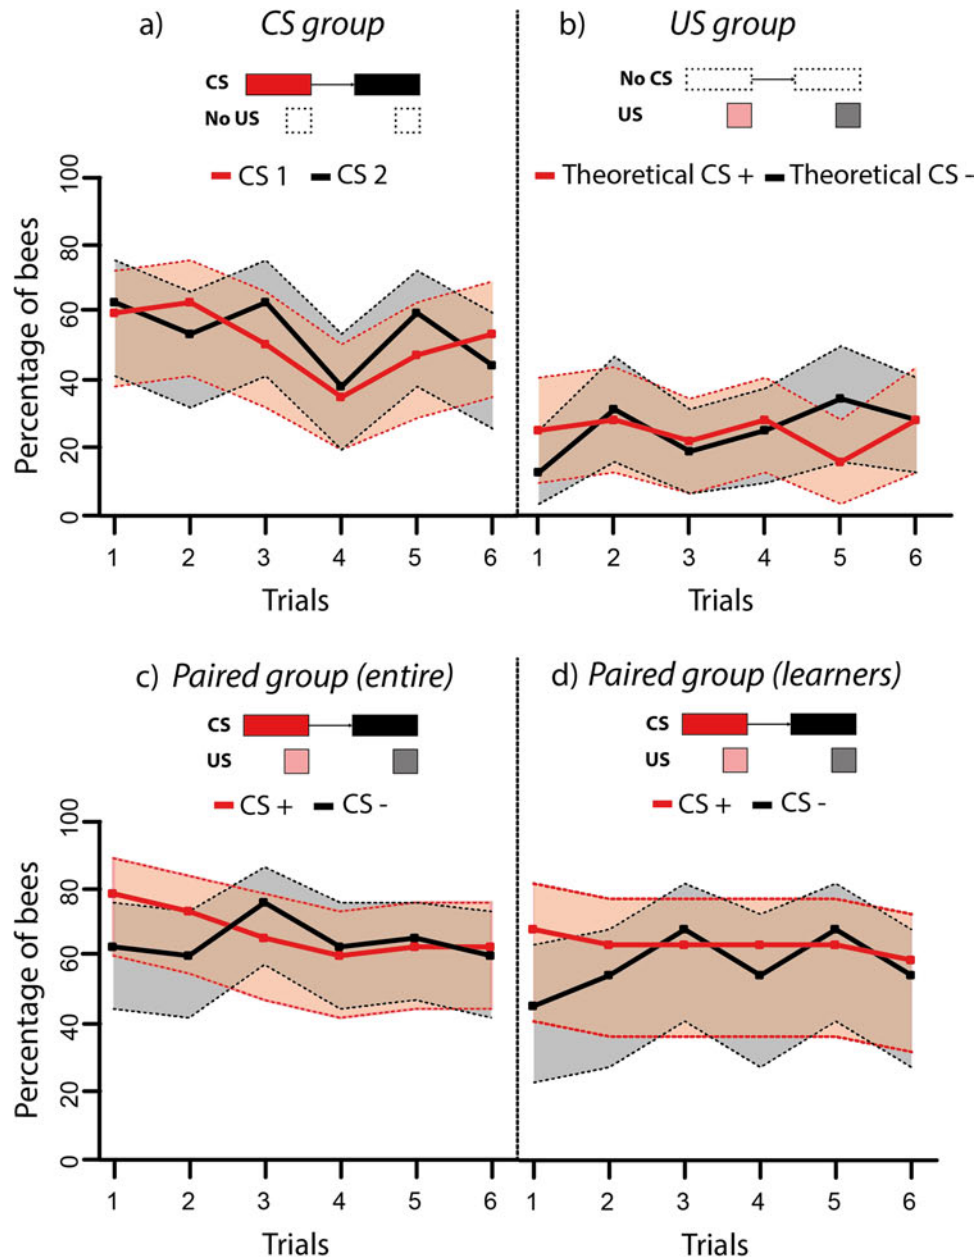 a) CS group
CS
No US
CS 1 CS 2
Percentage of bees
100
80
60
40
20
0
1 2 3 4 5 6
Trials
b) US group
No CS
US
Theoretical CS + Theoretical CS -
1 2 3 4 5 6
Trials
c) Paired group (entire)
CS
US
CS + CS -
Percentage of bees
100
80
60
40
20
0
1 2 3 4 5 6
Trials
d) Paired group (learners)
CS
US
CS + CS -
1 2 3 4 5 6
Trials